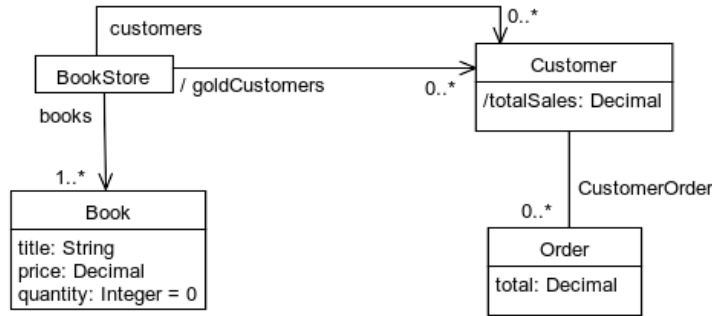 customers
0..*
BookStore
/ goldCustomers
0..*
Customer
/totalSales: Decimal
books
1..*
Book
title: String
price: Decimal
quantity: Integer = 0
CustomerOrder
0..*
Order
total: Decimal